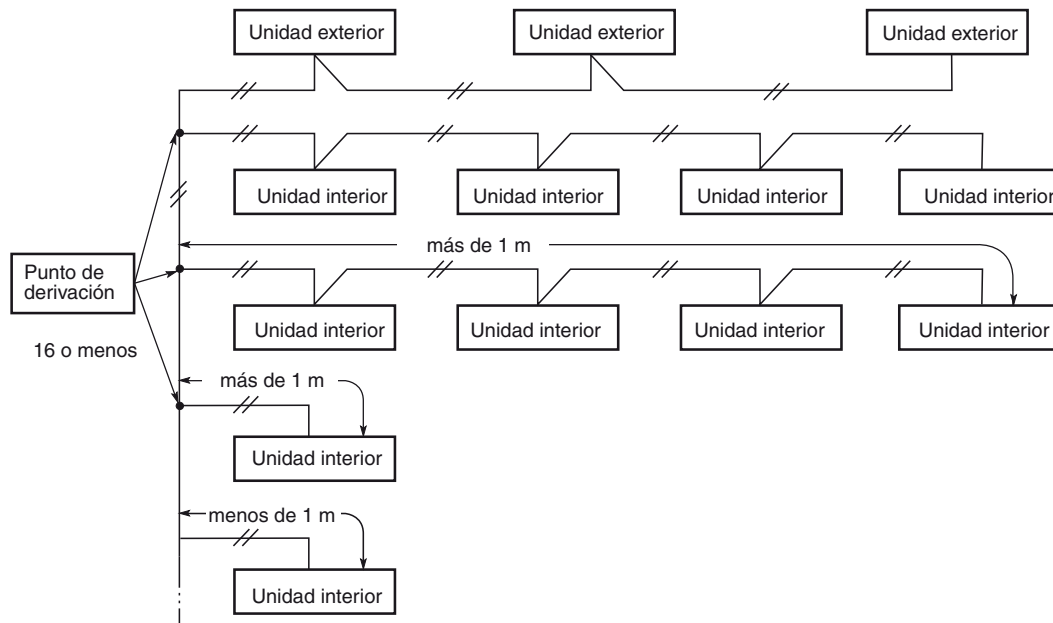 Unidad exterior
Unidad exterior
Unidad exterior
Unidad interior
Unidad interior
Unidad interior
Unidad interior
más de 1 m
Punto de
derivación
Unidad interior
Unidad interior
Unidad interior
Unidad interior
16 o menos
más de 1 m
Unidad interior
menos de 1 m
Unidad interior